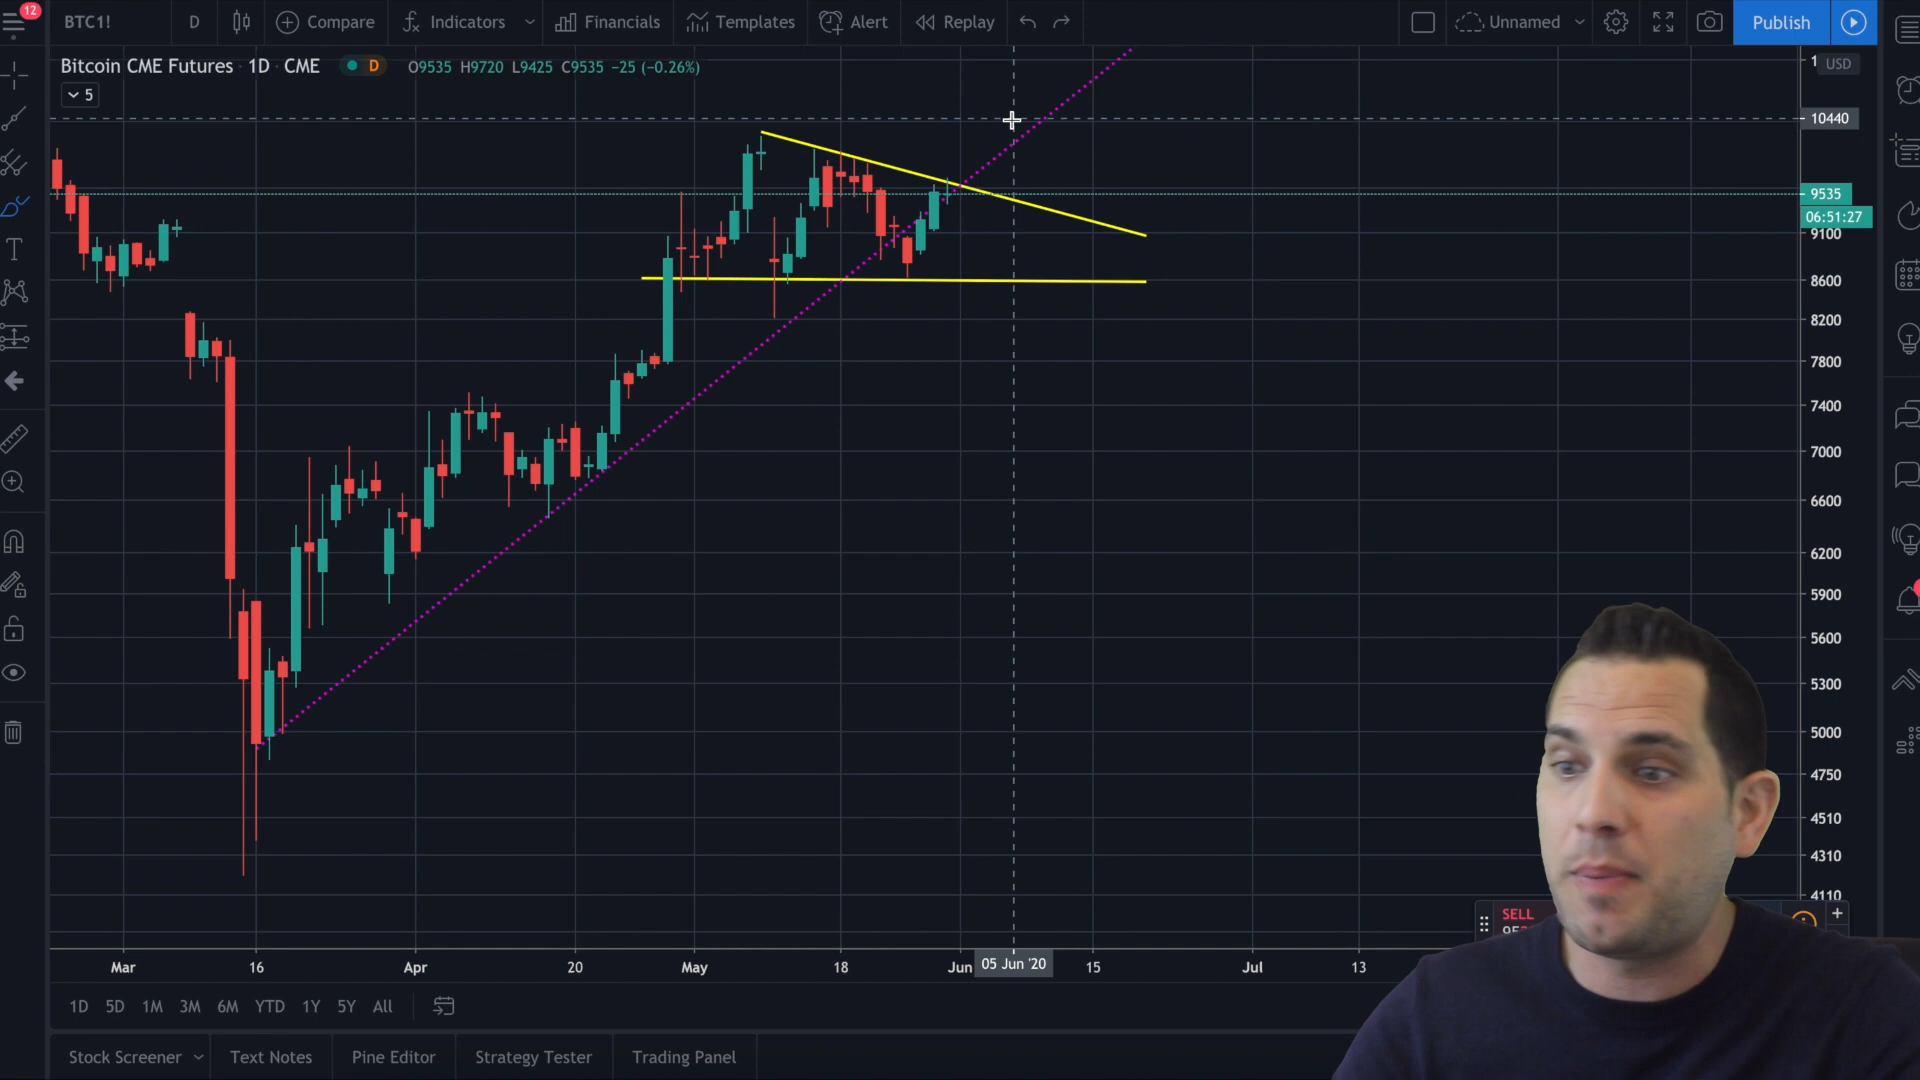 12
BTC1!
D
Compare
Indicators
Financials
Templates
Alert
Replay
Unnamed
Publish
Bitcoin CME Futures · 1D · CME
D
O9535 H9720 L9425 C9535 −25 (−0.26%)
5
USD
10440
9535
06:51:27
9100
8600
8200
7800
7400
7000
6600
6200
5900
5600
5300
5000
4750
4510
4310
4110
SELL
Mar
16
Apr
20
May
18
Jun
05 Jun '20
15
Jul
13
1D 5D 1M 3M 6M YTD 1Y 5Y All
Stock Screener
Text Notes
Pine Editor
Strategy Tester
Trading Panel